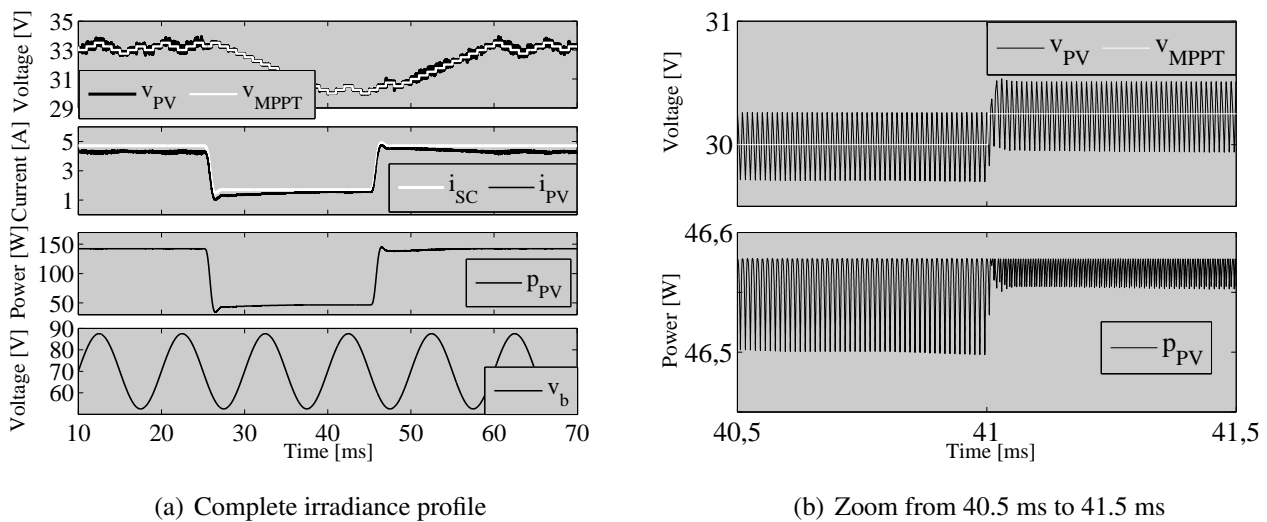 35
33
31
29
Voltage [V]
v_PV v_MPPT
5
3
1
Current [A]
i_SC i_PV
150
100
50
Power [W]
p_PV
90
80
70
60
Voltage [V]
v_b
10 20 30 40 50 60 70
Time [ms]
(a) Complete irradiance profile
31
30
Voltage [V]
v_PV v_MPPT
46,6
46,5
Power [W]
p_PV
40,5 41 41,5
Time [ms]
(b) Zoom from 40.5 ms to 41.5 ms